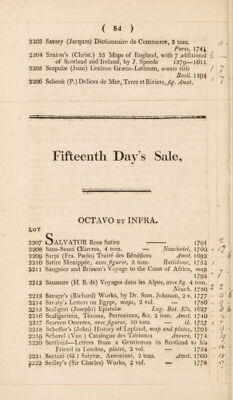 ( 84 )
2203 Savary (Jacques) Dictionnaire de Commerce, 3 tom.
Paris, 1741
2204 Saxton's (Christ.) 35 Maps of England, with 7 additional
of Scotland and Ireland, by J. Speede 1579—1611
2205 Scapulæ (Joan) Lexicon Græco-Latinum, wants title
Basil. 1594
2206 Schenk (P.) Delices de Mer, Terre et Riviers, fig. Amst.
Fifteenth Day's Sale.
OCTAVO ET INFRA.
LOT
2207 SALVATOR Rosa Satire — 1791
2208 Sans-Souci Œuvres, 4 tom. — Neuchatel, 1760
2209 Sarpi (Fra. Paolo) Traité des Bénéfices Amst. 1692
2210 Satire Menippée, avec figures, 3 tom. Ratisbone, 1752
2211 Saugnier and Brisson's Voyage to the Coast of Africa, map
1792
2212 Saussure (H. B. de) Voyages dans les Alpes, avec fig. 4 tom.
Neuch. 1780
2213 Savage's (Richard) Works, by Dr. Sam. Johnson, 2 v. 1777
2214 Savary's Letters on Egypt, maps, 2 vol. — 1786
2215 Scaligeri (Josephi) Epistolæ Lug. Bat. Elz. 1627
2216 Scaligeriana, Thuana, Perroniana, &c. 2 tom. Amst. 1740
2217 Scarron Oeuvres, avec figures, 10 tom. ib. 1737
2218 Scheffer's (John) History of Lapland, map and plates, 1704
2219 Schorel (Van) Catalogue des Tableaux Anvers, 1774
2220 Scotland—Letters from a Gentleman in Scotland to his
Friend in London, plates, 2 vol. — 1754
2221 Sectani (Q.) Satyræ, Antoniani, 2 tom. Amst. 1700
2222 Sedley's (Sir Charles) Works, 2 vol. — 1778